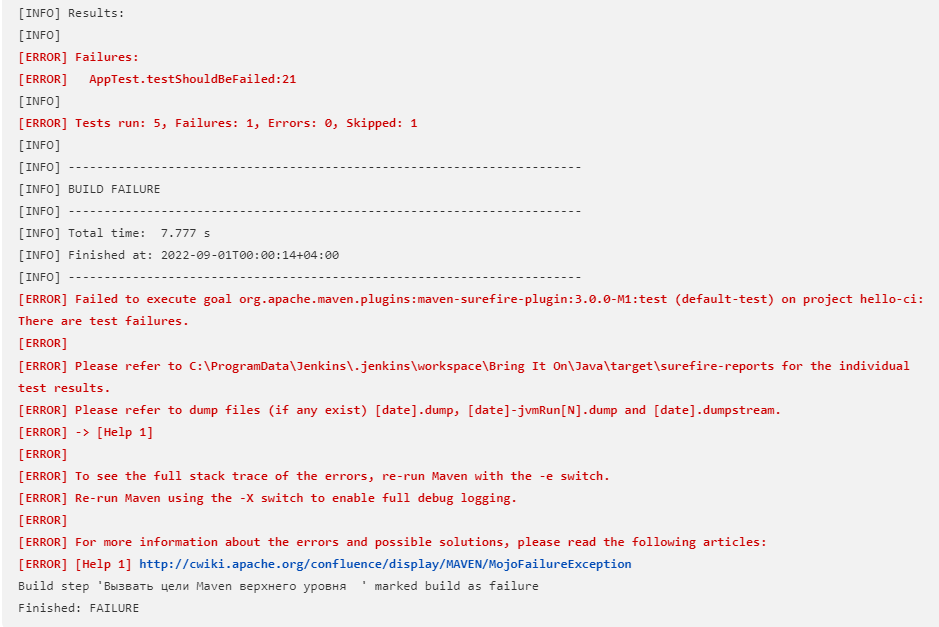 [INFO] Results:
[INFO]
[ERROR] Failures:
[ERROR]   AppTest.testShouldBeFailed:21
[INFO]
[ERROR] Tests run: 5, Failures: 1, Errors: 0, Skipped: 1
[INFO]
[INFO] ------------------------------------------------------------------------
[INFO] BUILD FAILURE
[INFO] ------------------------------------------------------------------------
[INFO] Total time:  7.777 s
[INFO] Finished at: 2022-09-01T00:00:14+04:00
[INFO] ------------------------------------------------------------------------
[ERROR] Failed to execute goal org.apache.maven.plugins:maven-surefire-plugin:3.0.0-M1:test (default-test) on project hello-ci:
There are test failures.
[ERROR]
[ERROR] Please refer to C:\ProgramData\Jenkins\.jenkins\workspace\Bring It On\Java\target\surefire-reports for the individual
test results.
[ERROR] Please refer to dump files (if any exist) [date].dump, [date]-jvmRun[N].dump and [date].dumpstream.
[ERROR] -> [Help 1]
[ERROR]
[ERROR] To see the full stack trace of the errors, re-run Maven with the -e switch.
[ERROR] Re-run Maven using the -X switch to enable full debug logging.
[ERROR]
[ERROR] For more information about the errors and possible solutions, please read the following articles:
[ERROR] [Help 1] http://cwiki.apache.org/confluence/display/MAVEN/MojoFailureException
Build step 'Вызвать цели Maven верхнего уровня  ' marked build as failure
Finished: FAILURE